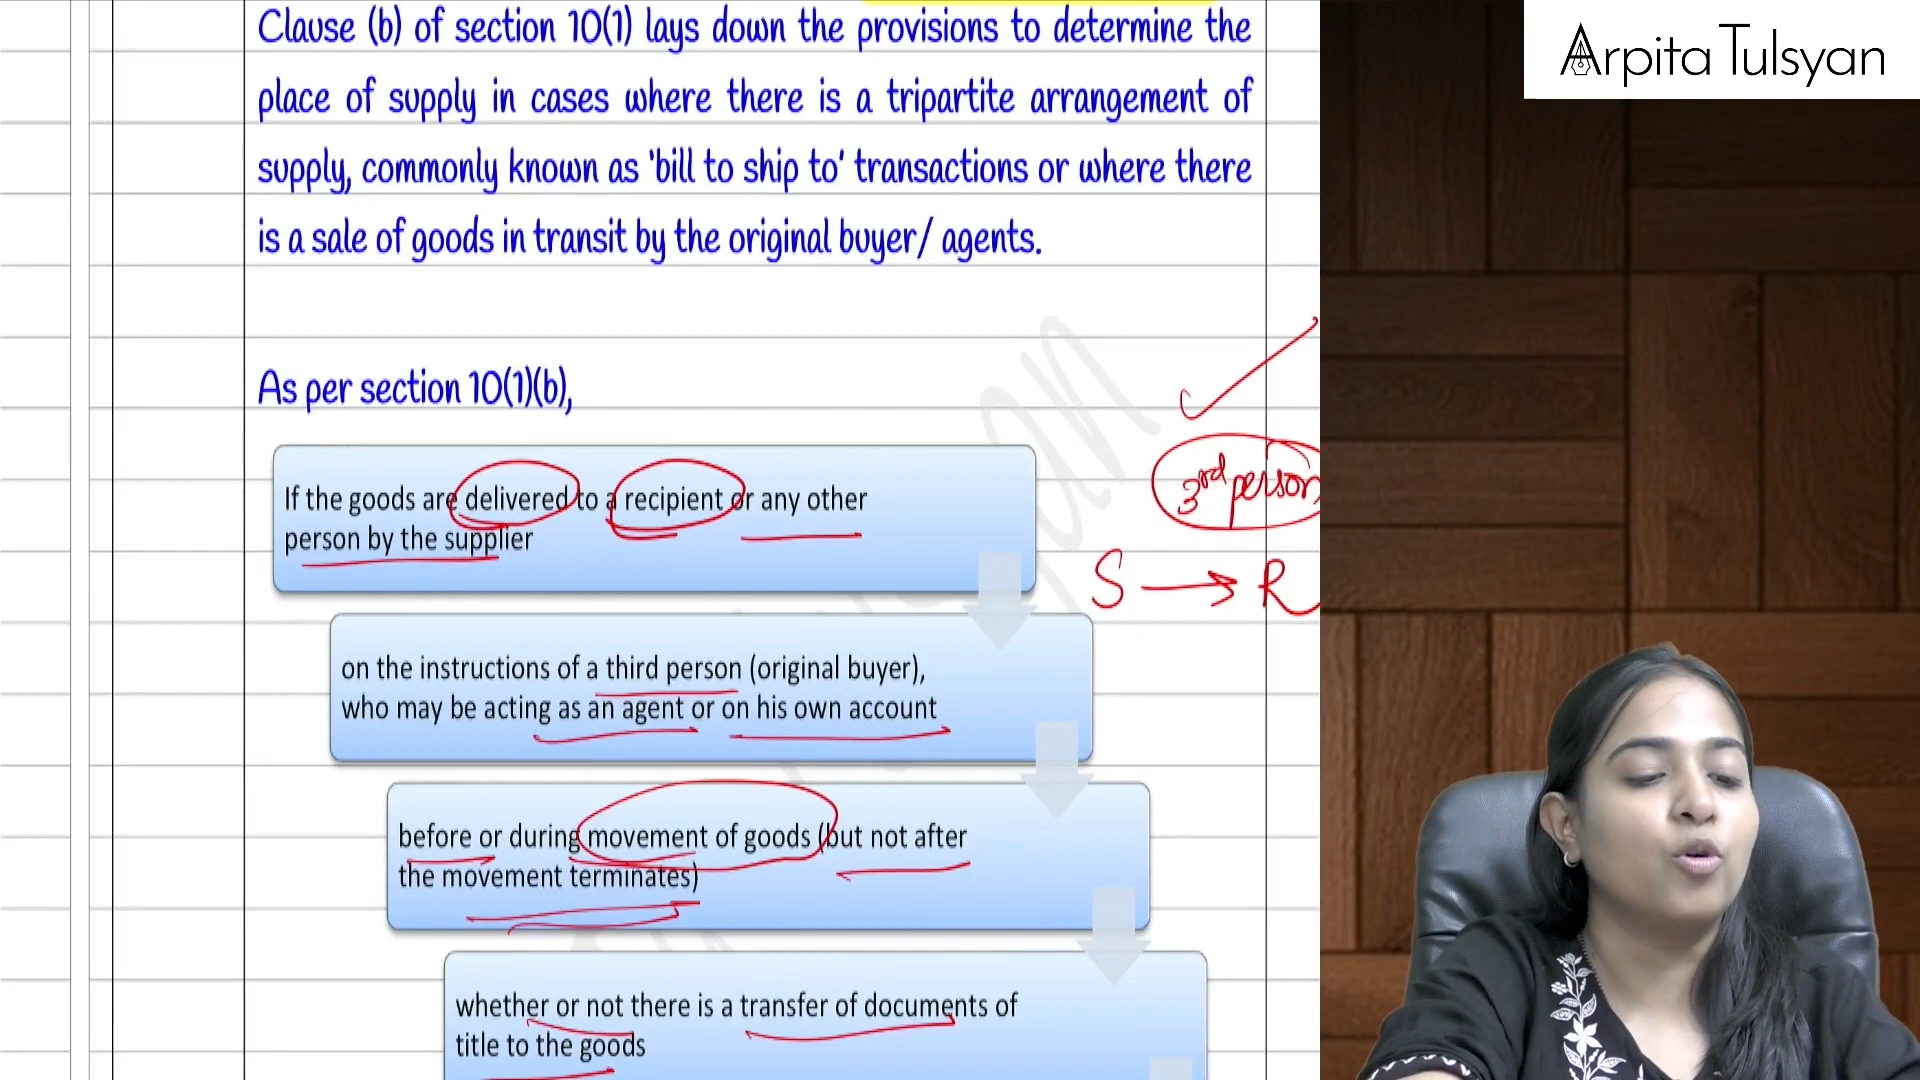 Clause (b) of section 10(1) lays down the provisions to determine the
place of supply in cases where there is a tripartite arrangement of
supply, commonly known as 'bill to ship to' transactions or where there
is a sale of goods in transit by the original buyer/ agents.
As per section 10(1)(b),
If the goods are delivered to a recipient or any other
person by the supplier
on the instructions of a third person (original buyer),
who may be acting as an agent or on his own account
before or during movement of goods (but not after
the movement terminates)
whether or not there is a transfer of documents of
title to the goods
3rd person
S → R
Arpita Tulsyan